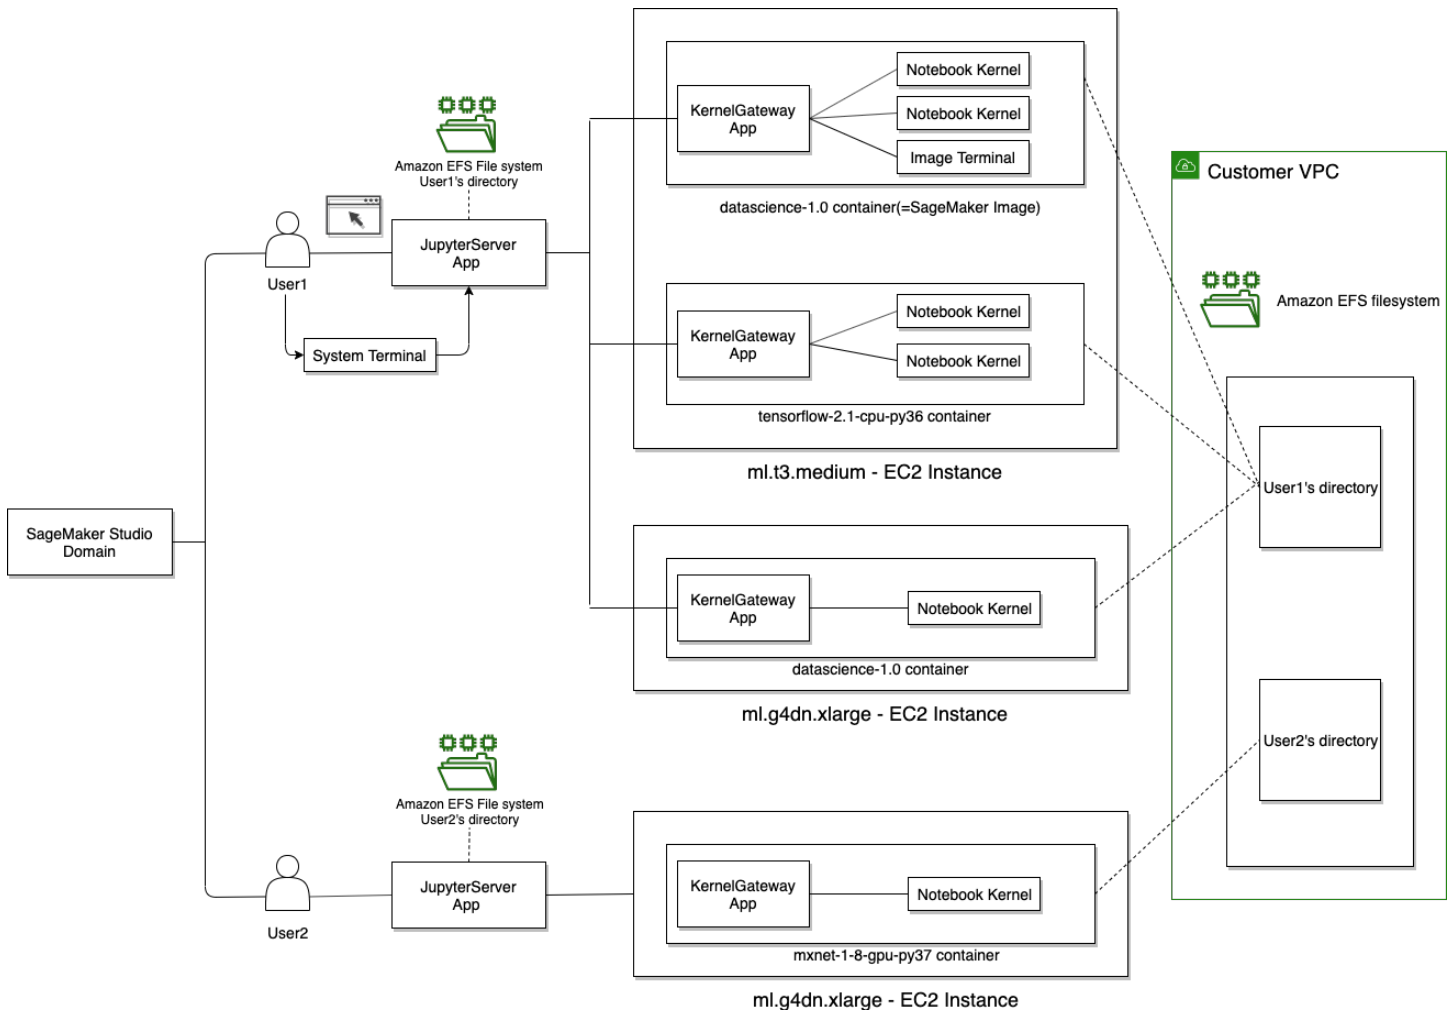 Notebook Kernel
KernelGateway
App
Notebook Kernel
Image Terminal
datascience-1.0 container(=SageMaker Image)
Amazon EFS File system
User1's directory
JupyterServer
App
User1
System Terminal
Notebook Kernel
KernelGateway
App
Notebook Kernel
tensorflow-2.1-cpu-py36 container
ml.t3.medium - EC2 Instance
Customer VPC
Amazon EFS filesystem
User1's directory
User2's directory
SageMaker Studio
Domain
KernelGateway
App
Notebook Kernel
datascience-1.0 container
ml.g4dn.xlarge - EC2 Instance
Amazon EFS File system
User2's directory
JupyterServer
App
User2
KernelGateway
App
Notebook Kernel
mxnet-1-8-gpu-py37 container
ml.g4dn.xlarge - EC2 Instance